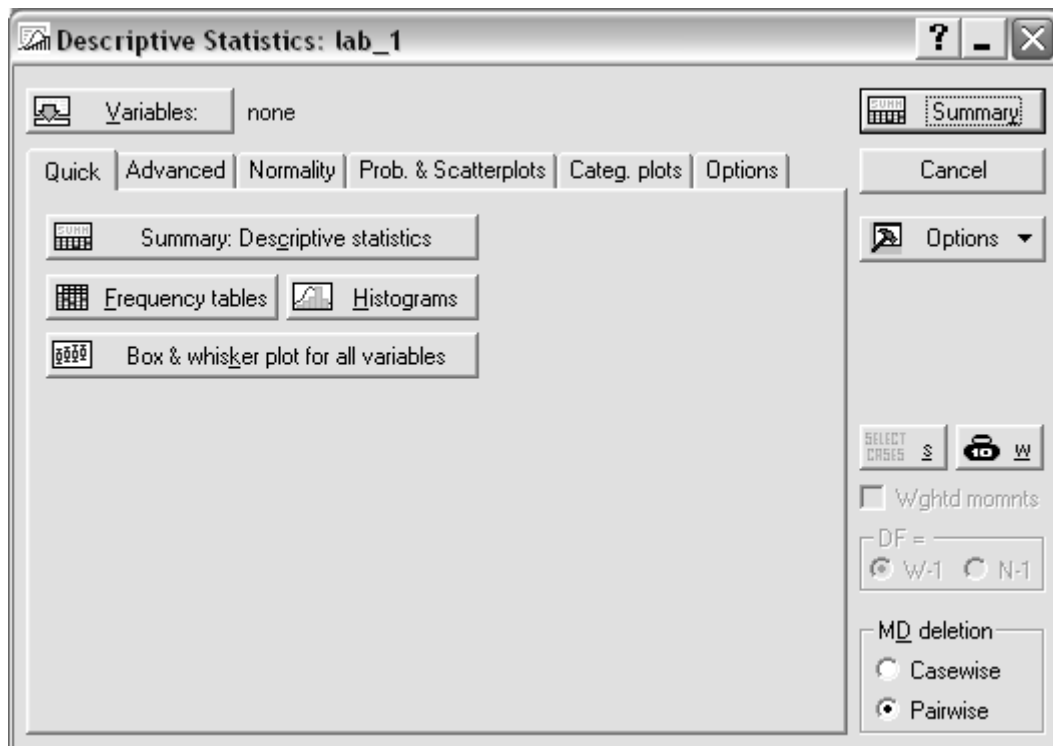 Descriptive Statistics: lab_1
?
Variables: none
Summary
Quick Advanced Normality Prob. & Scatterplots Categ. plots Options
Cancel
Summary: Descriptive statistics
Options
Frequency tables Histograms
Box & whisker plot for all variables
SELECT CASES S W
Wghtd momnts
DF =
W-1 N-1
MD deletion
Casewise
Pairwise